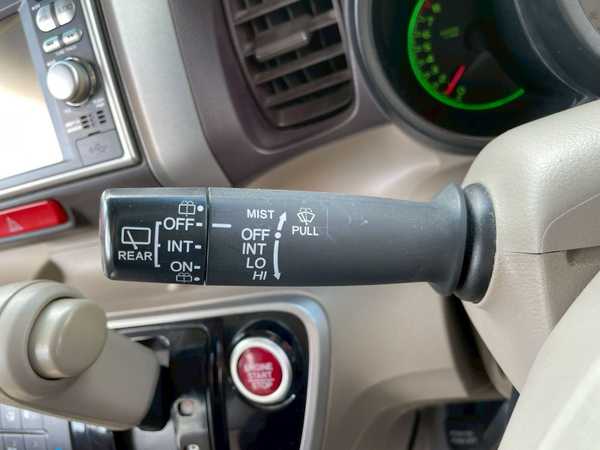 OFF
INT
ON
REAR
MIST
OFF
INT
LO
HI
PULL
ENGINE
START
STOP